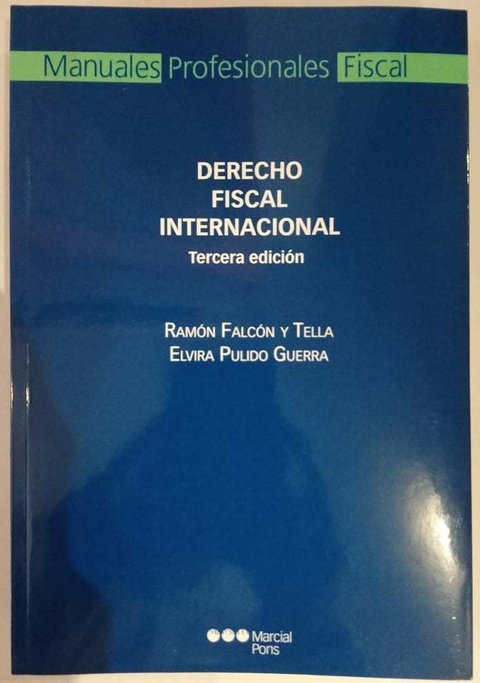 Manuales Profesionales Fiscal
DERECHO
FISCAL
INTERNACIONAL
Tercera edición
RAMÓN FALCÓN Y TELLA
ELVIRA PULIDO GUERRA
Marcial
Pons